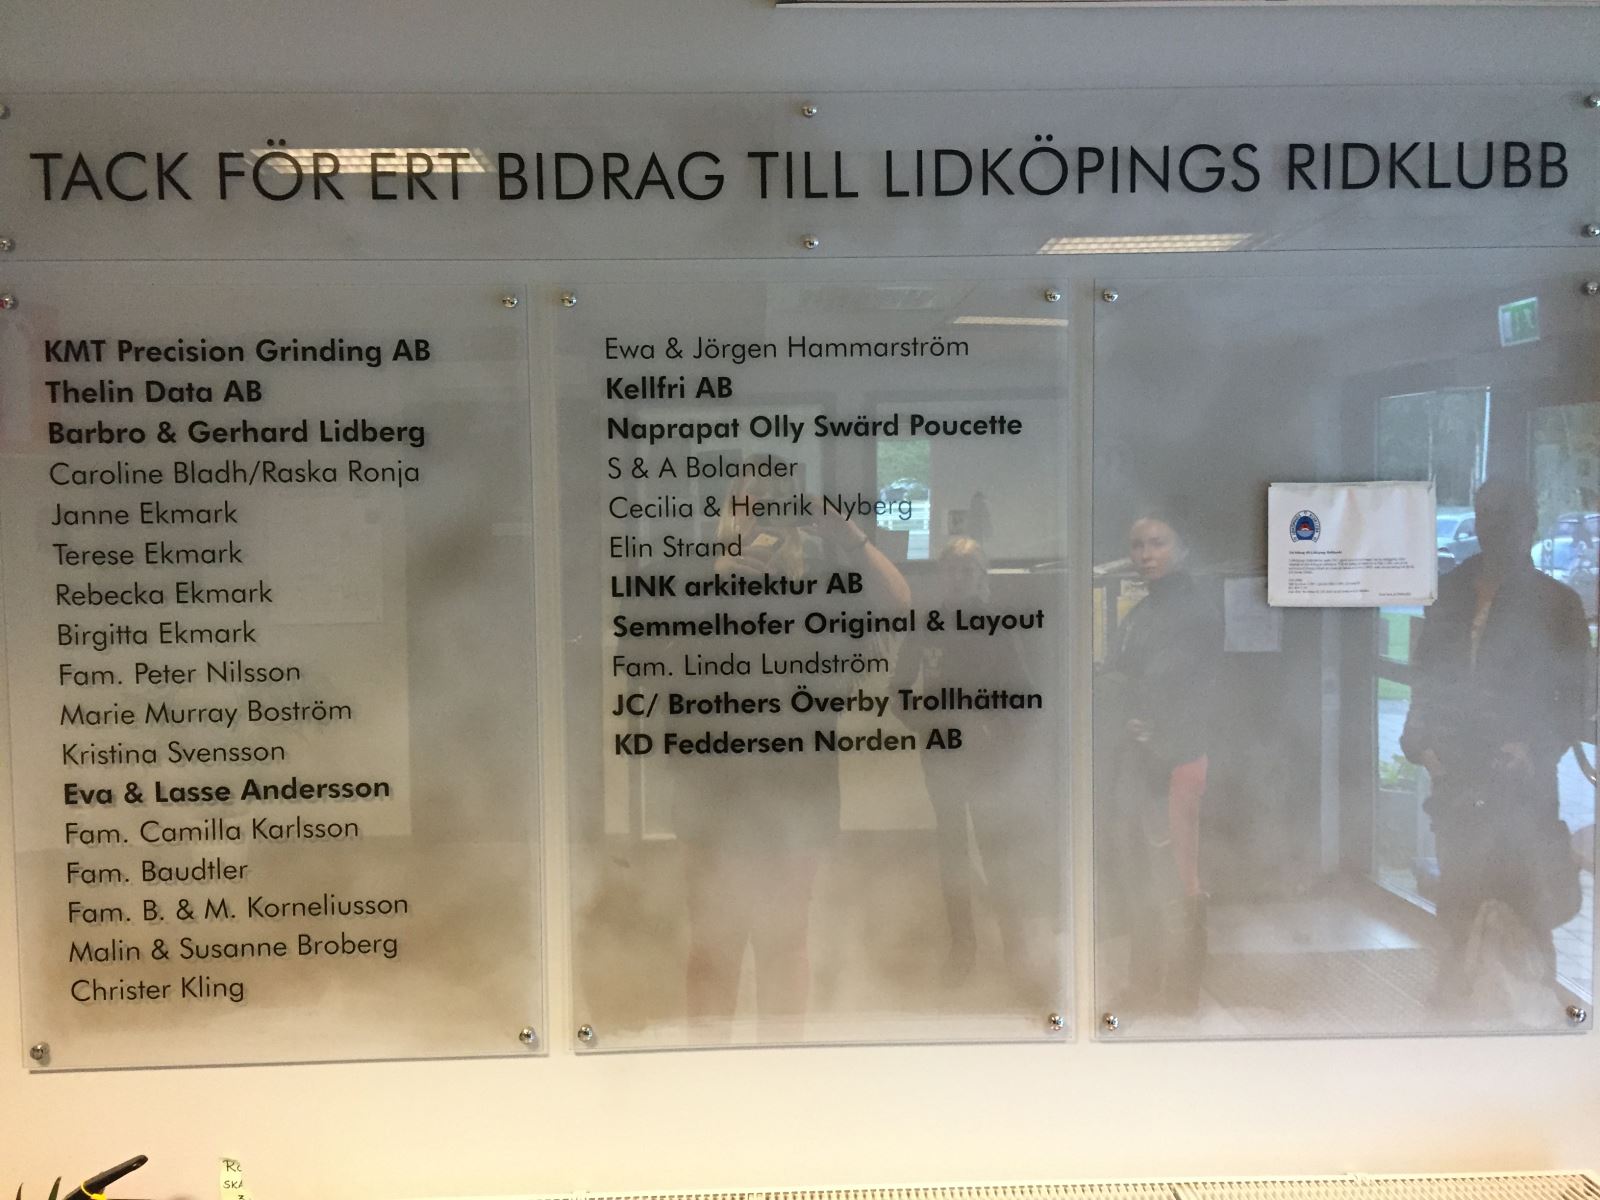 TACK FÖR ERT BIDRAG TILL LIDKÖPINGS RIDKLUBB
KMT Precision Grinding AB
Thelin Data AB
Barbro & Gerhard Lidberg
Caroline Bladh/Raska Ronja
Janne Ekmark
Terese Ekmark
Rebecka Ekmark
Birgitta Ekmark
Fam. Peter Nilsson
Marie Murray Boström
Kristina Svensson
Eva & Lasse Andersson
Fam. Camilla Karlsson
Fam. Baudtler
Fam. B. & M. Korneliusson
Malin & Susanne Broberg
Christer Kling
Ewa & Jörgen Hammarström
Kellfri AB
Naprapat Olly Swärd Poucette
S & A Bolander
Cecilia & Henrik Nyberg
Elin Strand
LINK arkitektur AB
Semmelhofer Original & Layout
Fam. Linda Lundström
JC/ Brothers Överby Trollhättan
KD Feddersen Norden AB